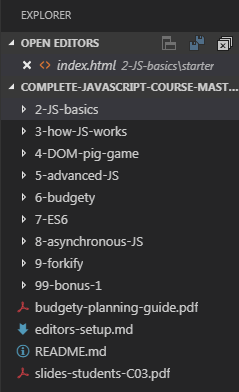 EXPLORER
OPEN EDITORS
index.html 2-JS-basics\starter
COMPLETE-JAVASCRIPT-COURSE-MAST...
2-JS-basics
3-how-JS-works
4-DOM-pig-game
5-advanced-JS
6-budgety
7-ES6
8-asynchronous-JS
9-forkify
99-bonus-1
budgety-planning-guide.pdf
editors-setup.md
README.md
slides-students-C03.pdf